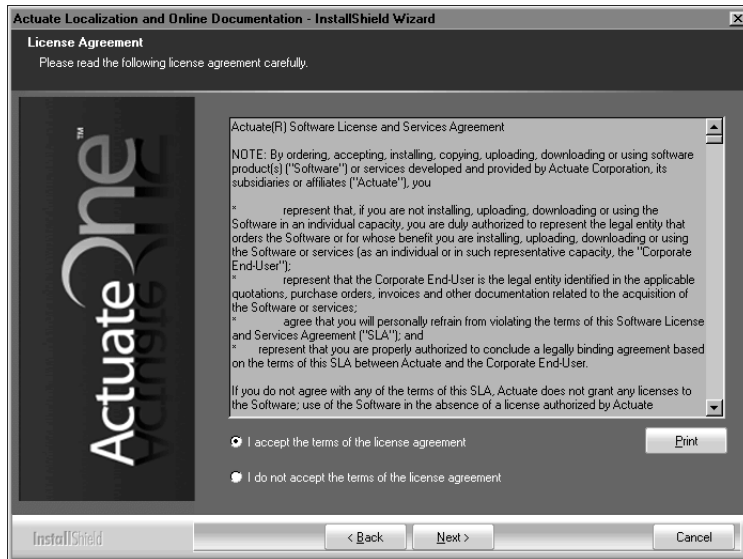 Actuate Localization and Online Documentation - InstallShield Wizard
License Agreement
Please read the following license agreement carefully.
ActuateOne™
Actuate(R) Software License and Services Agreement
NOTE: By ordering, accepting, installing, copying, uploading, downloading or using software
product(s) ("Software") or services developed and provided by Actuate Corporation, its
subsidiaries or affiliates ("Actuate"), you
* represent that, if you are not installing, uploading, downloading or using the
Software in an individual capacity, you are duly authorized to represent the legal entity that
orders the Software or for whose benefit you are installing, uploading, downloading or using
the Software or services (as an individual or in such representative capacity, the "Corporate
End-User");
* represent that the Corporate End-User is the legal entity identified in the applicable
quotations, purchase orders, invoices and other documentation related to the acquisition of
the Software or services;
* agree that you will personally refrain from violating the terms of this Software License
and Services Agreement ("SLA"); and
* represent that you are properly authorized to conclude a legally binding agreement based
on the terms of this SLA between Actuate and the Corporate End-User.
If you do not agree with any of the terms of this SLA, Actuate does not grant any licenses to
the Software; use of the Software in the absence of a license authorized by Actuate
I accept the terms of the license agreement
Print
I do not accept the terms of the license agreement
InstallShield
< Back
Next >
Cancel